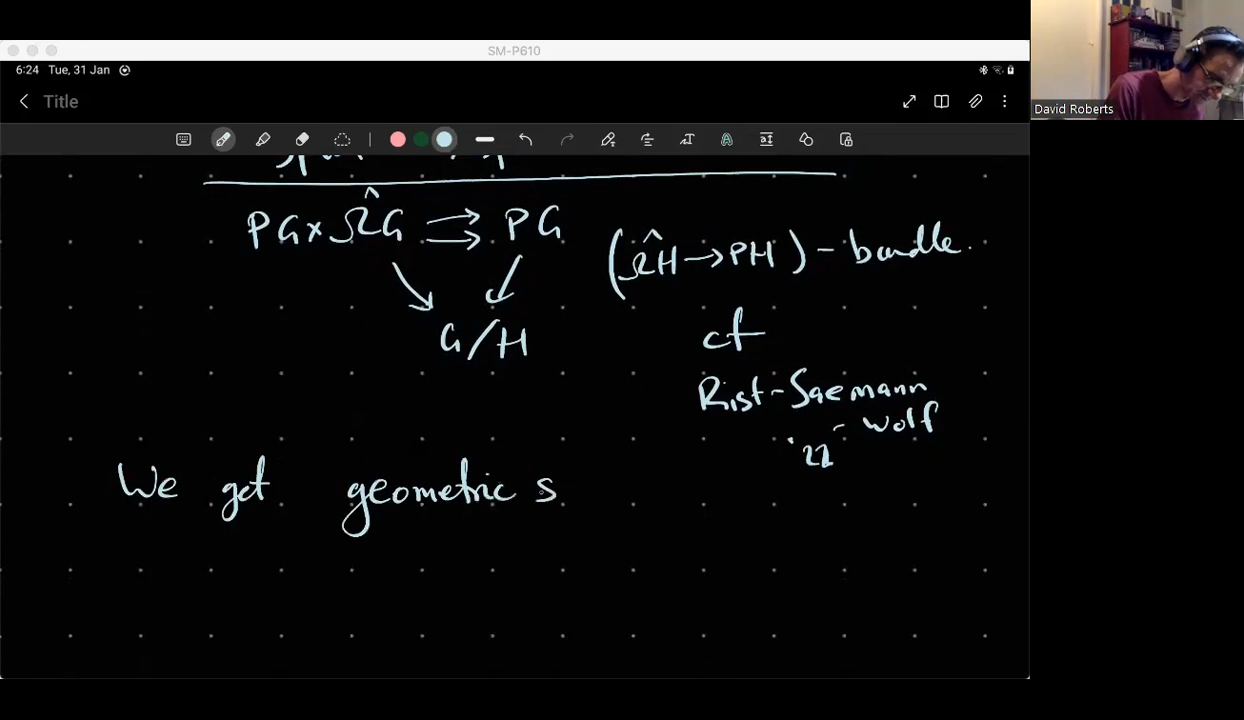 SM-P610
6:24 Tue, 31 Jan
Title
David Roberts
PG × Ω̂G ⇉ PG
(Ω̂H → PH) - bundle.
G/H
cf
Rist-Saemann
- Wolf
'22
We get geometric s